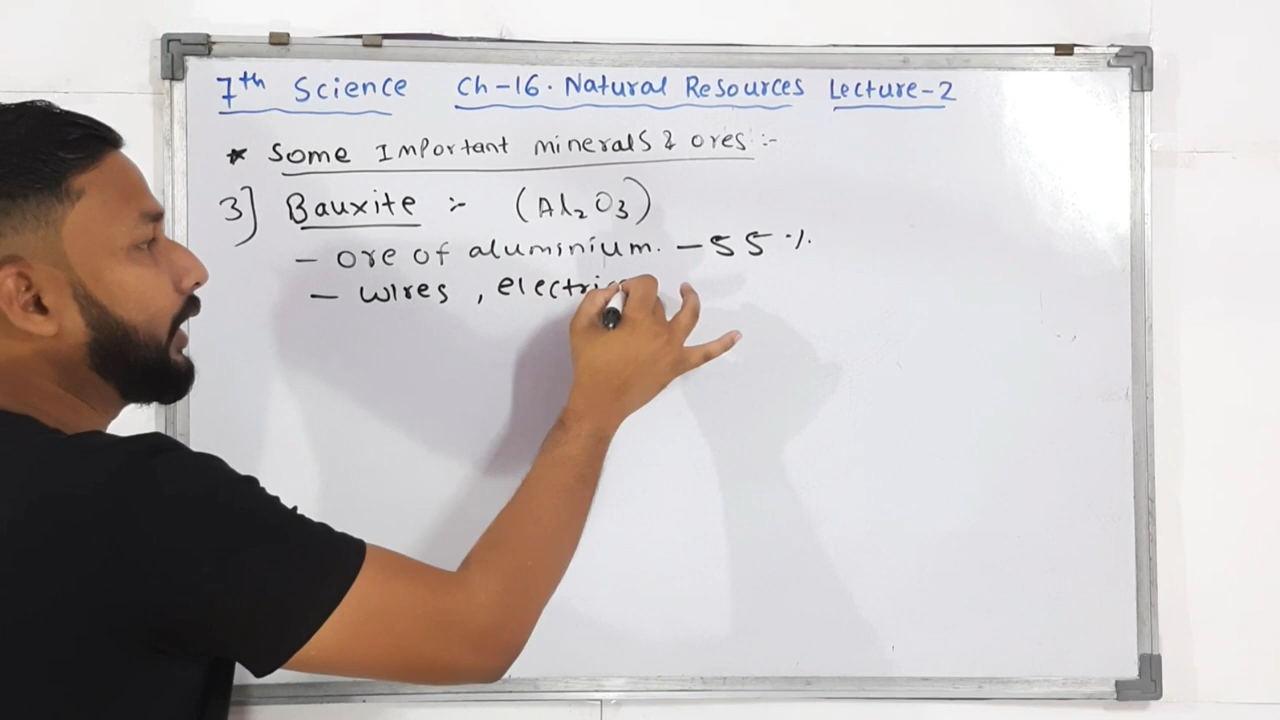 7th Science Ch-16. Natural Resources Lecture-2
* Some Important minerals & ores :-
3] Bauxite :- (Al2O3)
- ore of aluminium. - 55 %.
- wires , electric